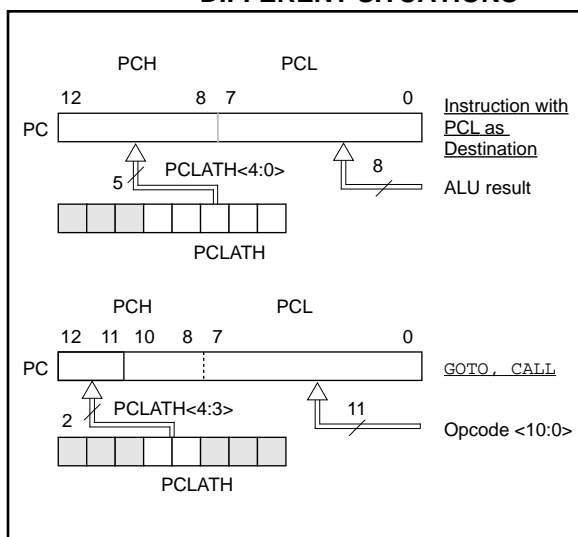 DIFFERENT SITUATIONS
PCH PCL
12 8 7 0
PC
Instruction with
PCL as
Destination
5 PCLATH<4:0> 8
ALU result
PCLATH
PCH PCL
12 11 10 8 7 0
PC GOTO, CALL
2 PCLATH<4:3> 11
Opcode <10:0>
PCLATH